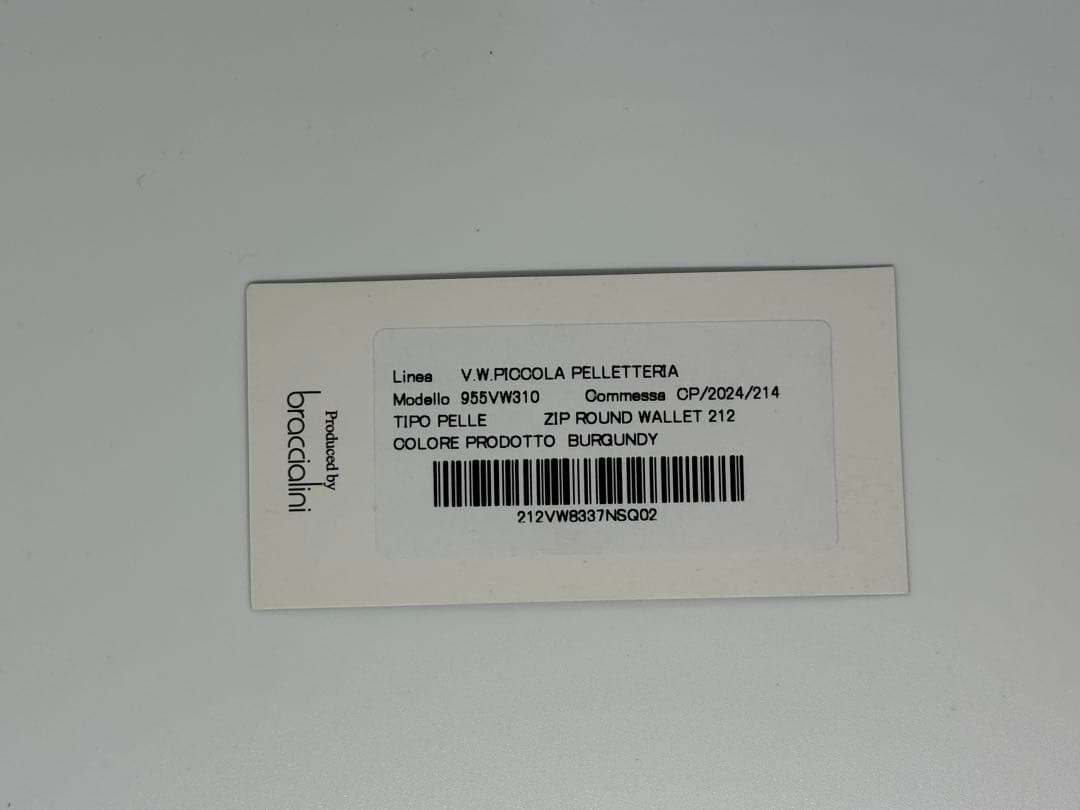 Linea V.W.PICCOLA PELLETTERIA
Modello 955VW310 Commessa CP/2024/214
TIPO PELLE ZIP ROUND WALLET 212
COLORE PRODOTTO BURGUNDY
212VW8337NSQ02
Produced by
braccialini